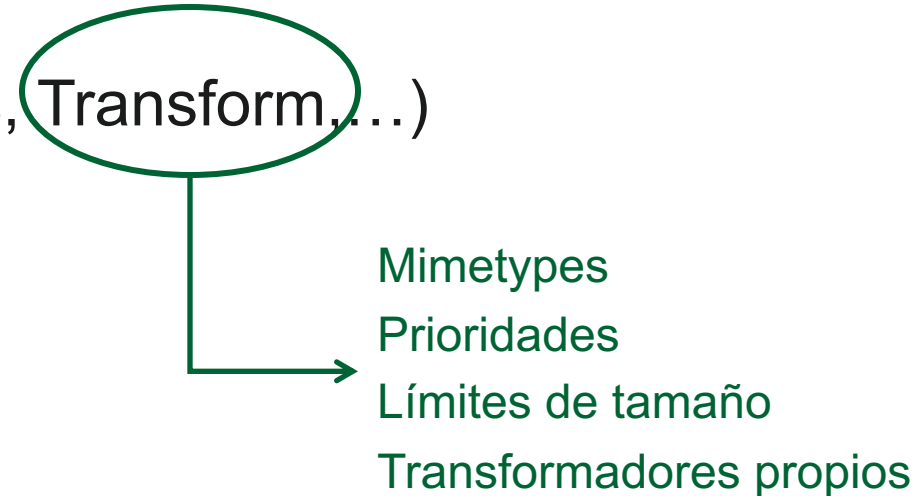 , Transform,…)
Mimetypes
Prioridades
Límites de tamaño
Transformadores propios